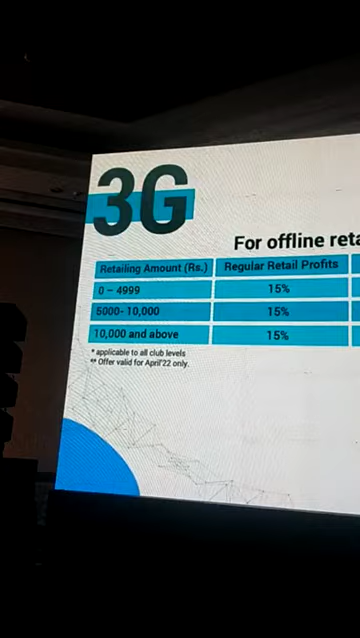 3G
For offline
Retailing Amount (Rs.) Regular Retail Profits
0 – 4999 15%
5000- 10,000 15%
10,000 and above 15%
* applicable to all club levels
** Offer valid for April'22 only.